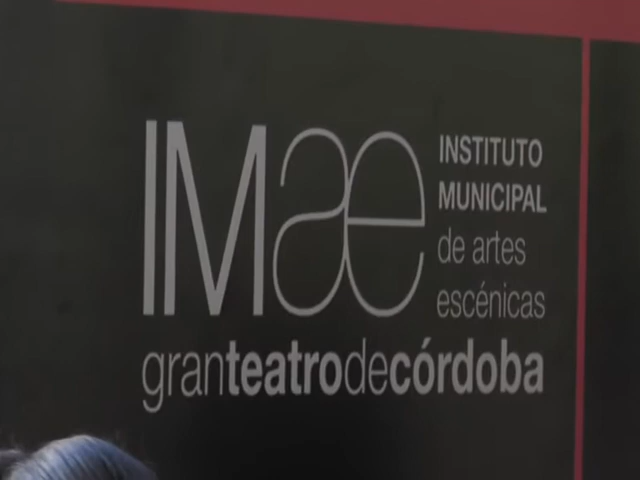 IMae
INSTITUTO
MUNICIPAL
de artes
escénicas
granteatrodecórdoba